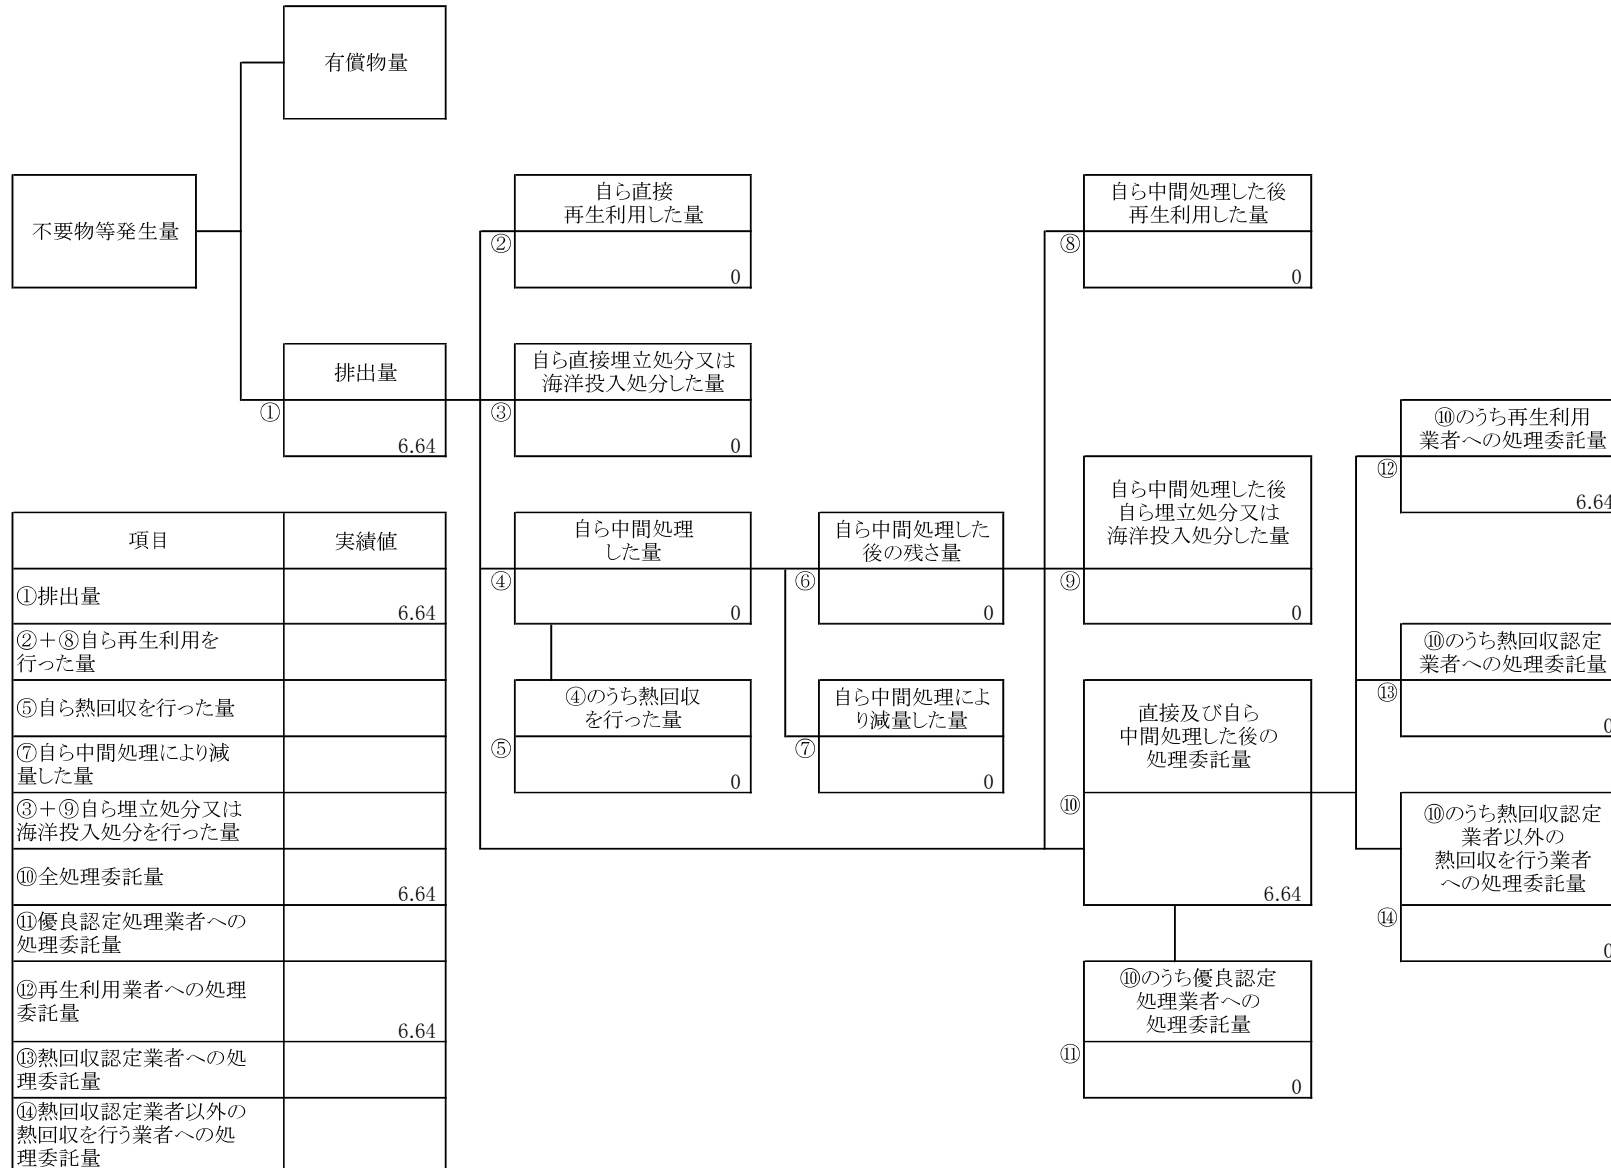 有償物量
不要物等発生量
自ら直接
再生利用した量
②
0
自ら中間処理した後
再生利用した量
⑧
0
排出量
①
6.64
自ら直接埋立処分又は
海洋投入処分した量
③
0
⑩のうち再生利用
業者への処理委託量
⑫
6.64
自ら中間処理
した量
④
0
自ら中間処理した
後の残さ量
⑥
0
自ら中間処理した後
自ら埋立処分又は
海洋投入処分した量
⑨
0
⑩のうち熱回収認定
業者への処理委託量
⑬
0
④のうち熱回収
を行った量
⑤
0
自ら中間処理によ
り減量した量
⑦
0
直接及び自ら
中間処理した後の
処理委託量
⑩
6.64
⑩のうち熱回収認定
業者以外の
熱回収を行う業者
への処理委託量
⑭
0
⑩のうち優良認定
処理業者への
処理委託量
⑪
0
項目 実績値
①排出量
6.64
②+⑧自ら再生利用を
行った量
⑤自ら熱回収を行った量
⑦自ら中間処理により減
量した量
③+⑨自ら埋立処分又は
海洋投入処分を行った量
⑩全処理委託量
6.64
⑪優良認定処理業者への
処理委託量
⑫再生利用業者への処理
委託量
6.64
⑬熱回収認定業者への処
理委託量
⑭熱回収認定業者以外の
熱回収を行う業者への処
理委託量